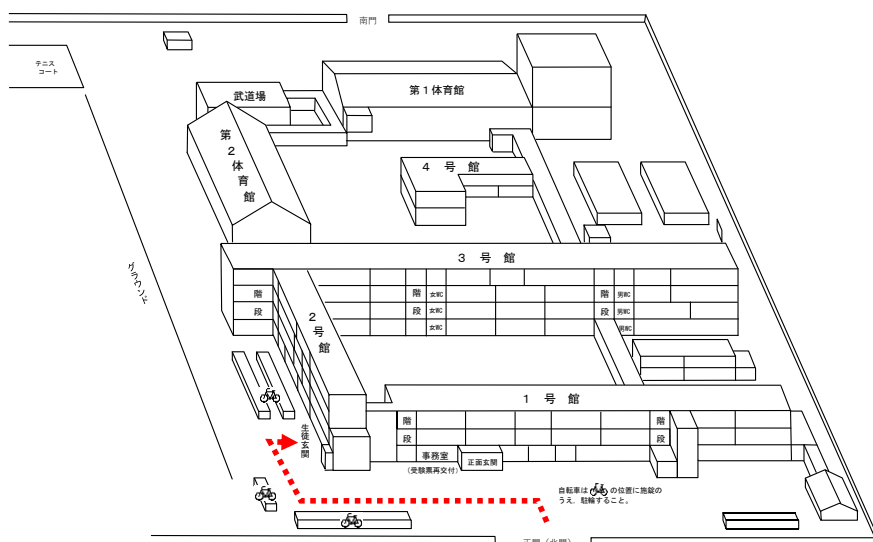 南門
テニス
コート
武道場
第１体育館
第２体育館
４号館
３号館
グラウンド
階段
階段
女WC
女WC
女WC
階段
男WC
男WC
男WC
２号館
１号館
生徒玄関
階段
階段
事務室
(受験票再交付)
正面玄関
自転車は の位置に施錠の
うえ、駐輪すること。
正門（北門）